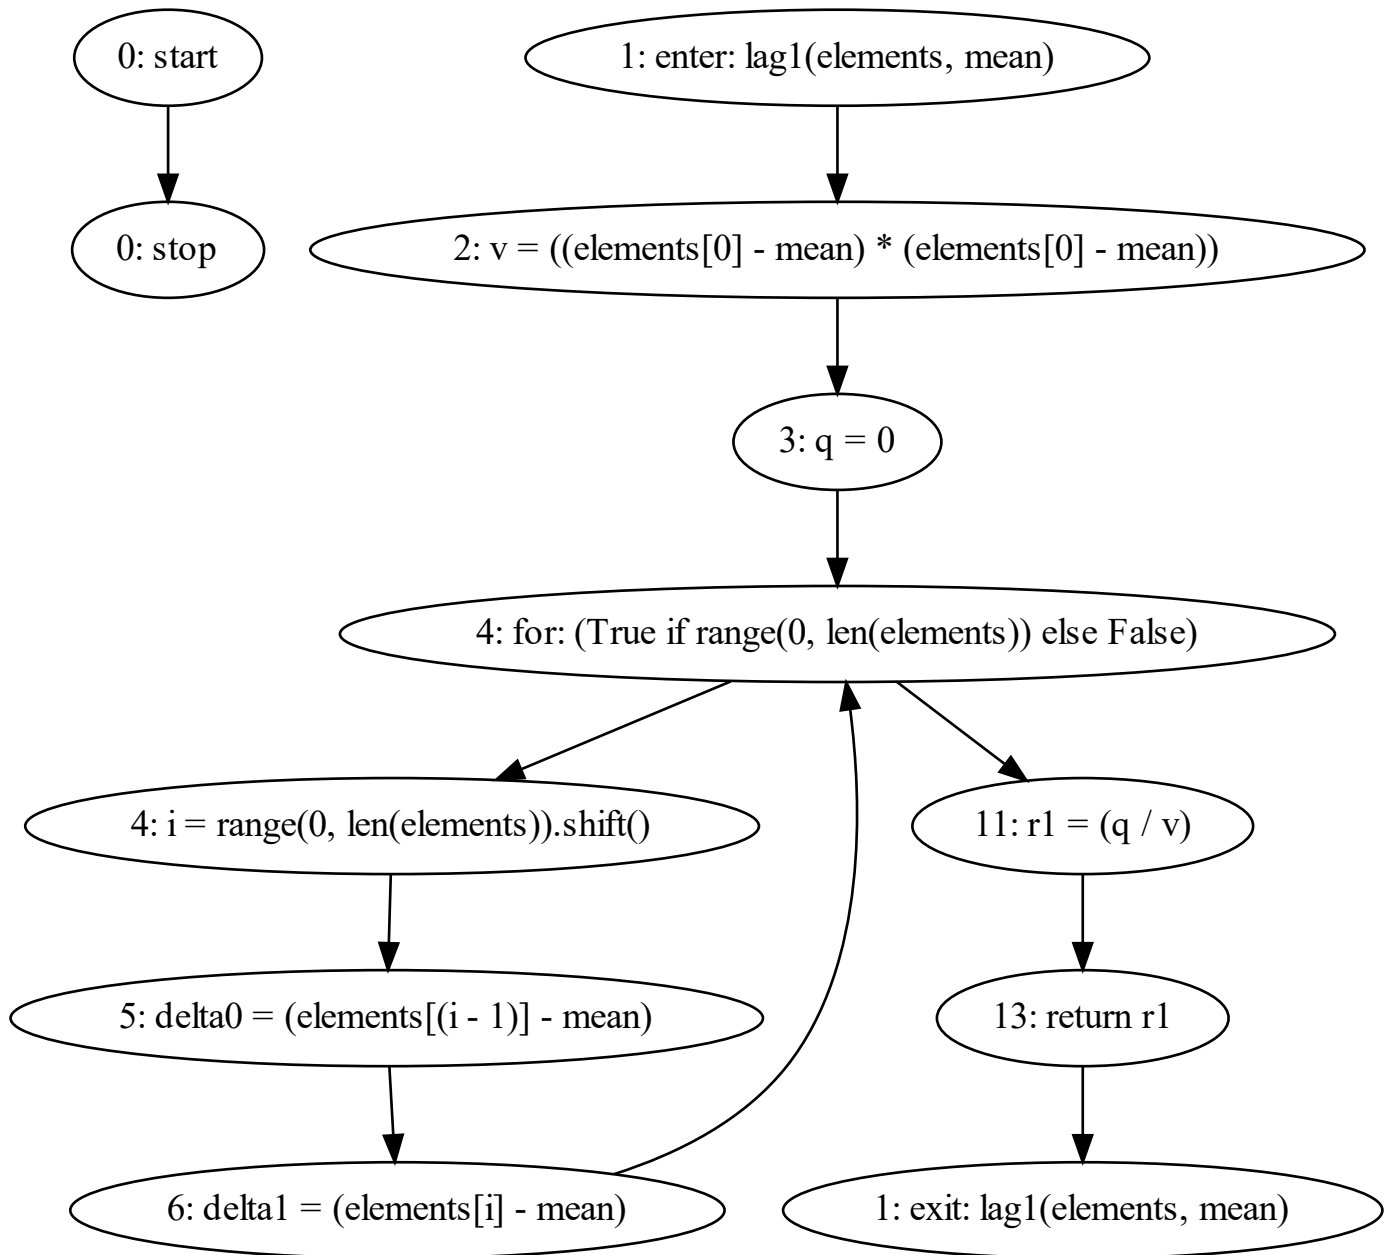 0: start
1: enter: lag1(elements, mean)
0: stop
2: v = ((elements[0] - mean) * (elements[0] - mean))
3: q = 0
4: for: (True if range(0, len(elements)) else False)
4: i = range(0, len(elements)).shift()
11: r1 = (q / v)
5: delta0 = (elements[(i - 1)] - mean)
13: return r1
6: delta1 = (elements[i] - mean)
1: exit: lag1(elements, mean)